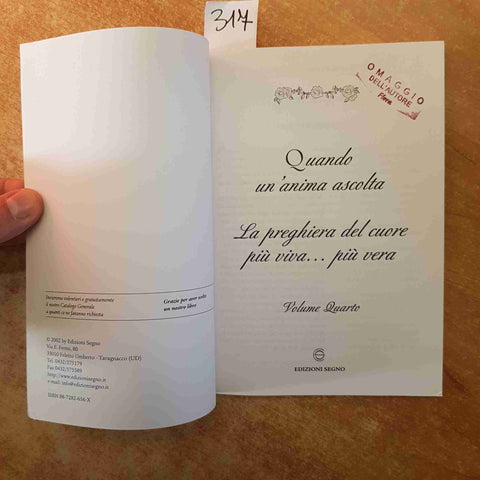 317
Invieremo volentieri e gratuitamente
il nostro Catalogo Generale
a quanti ce ne faranno richiesta
Grazie per aver scelto
un nostro libro!
© 2002 by Edizioni Segno
Via E. Fermi, 80
33010 Feletto Umberto - Tavagnacco (UD)
Tel. 0432/575179
Fax 0432/575589
http://www.edizionisegno.it
e-mail: info@edizionisegno.it
ISBN 88-7282-656-X
OMAGGIO
DELL'AUTORE
Flora
Quando
un'anima ascolta
La preghiera del cuore
più viva... più vera
Volume Quarto
EDIZIONI SEGNO